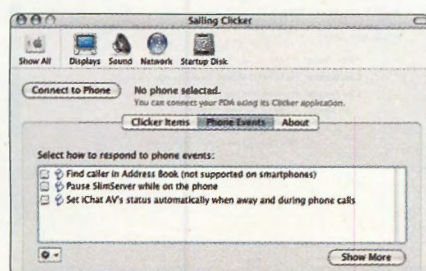 Salling Clicker
Show All Displays Sound Network Startup Disk
Connect to Phone No phone selected.
You can connect your PDA using its Clicker application.
Clicker Items Phone Events About
Select how to respond to phone events:
Find caller in Address Book (not supported on smartphones)
Pause SlimServer while on the phone
Set iChat AV's status automatically when away and during phone calls
Show More